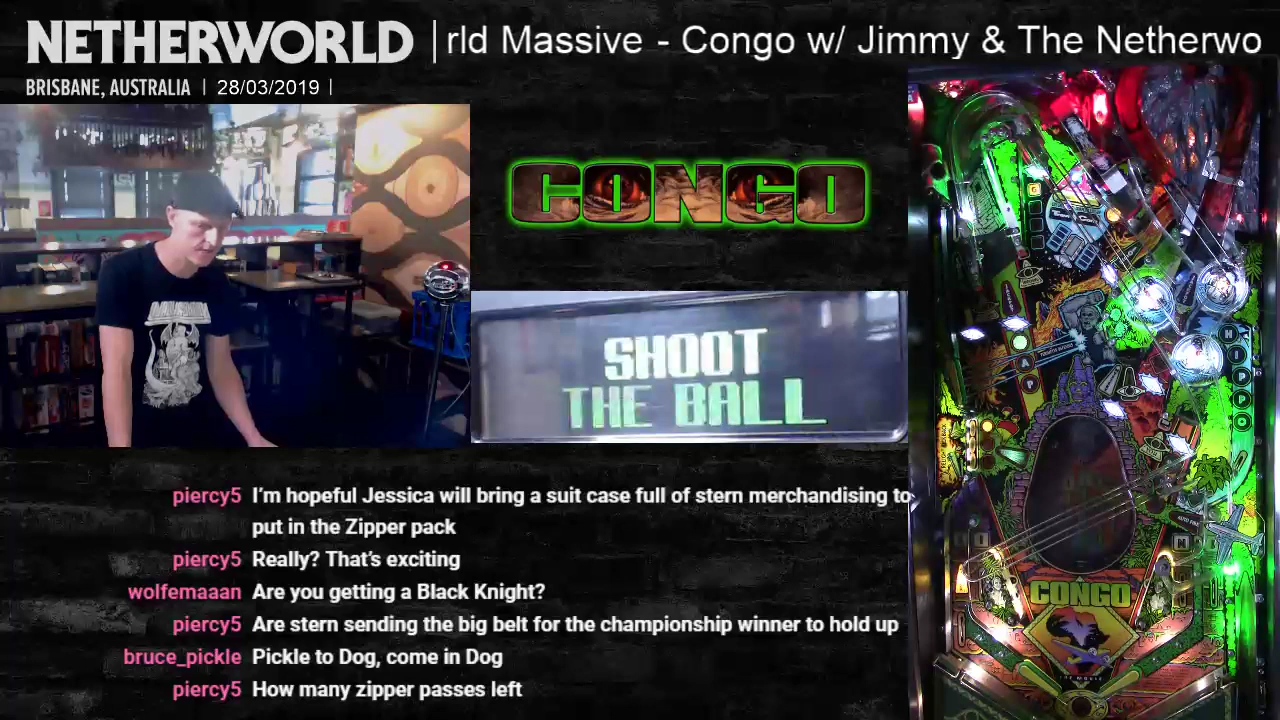 NETHERWORLD
rld Massive - Congo w/ Jimmy & The Netherwo
BRISBANE, AUSTRALIA | 28/03/2019 |
CONGO
SHOOT
THE BALL
piercy5 I'm hopeful Jessica will bring a suit case full of stern merchandising to
put in the Zipper pack
piercy5 Really? That's exciting
wolfemaaan Are you getting a Black Knight?
piercy5 Are stern sending the big belt for the championship winner to hold up
bruce_pickle Pickle to Dog, come in Dog
piercy5 How many zipper passes left
HIPPO
CONGO